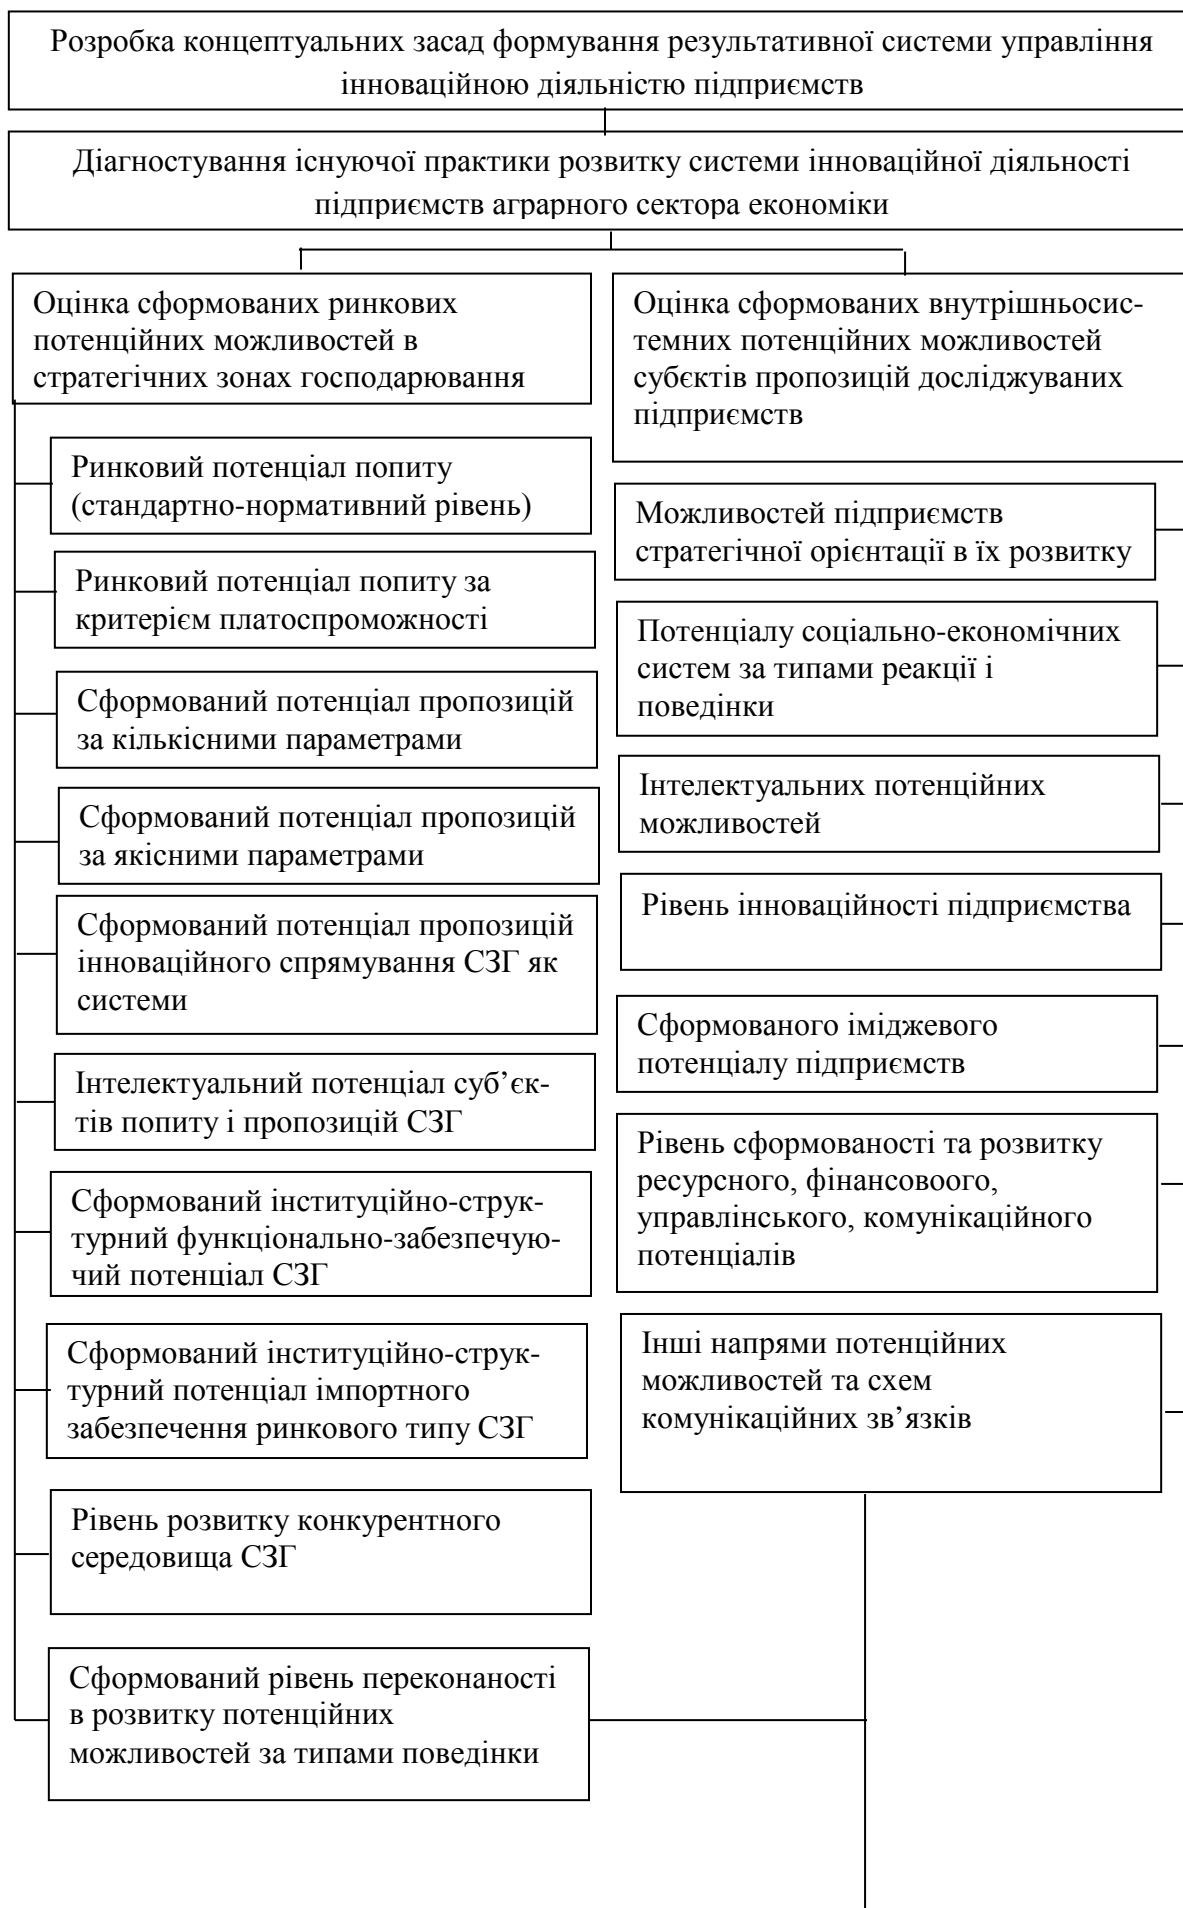 Розробка концептуальних засад формування результативної системи управління
інноваційною діяльністю підприємств
Діагностування існуючої практики розвитку системи інноваційної діяльності
підприємств аграрного сектора економіки
Оцінка сформованих ринкових
потенційних можливостей в
стратегічних зонах господарювання
Ринковий потенціал попиту
(стандартно-нормативний рівень)
Ринковий потенціал попиту за
критерієм платоспроможності
Сформований потенціал пропозицій
за кількісними параметрами
Сформований потенціал пропозицій
за якісними параметрами
Сформований потенціал пропозицій
інноваційного спрямування СЗГ як
системи
Інтелектуальний потенціал суб’єк-
тів попиту і пропозицій СЗГ
Сформований інституційно-струк-
турний функціонально-забезпечую-
чий потенціал СЗГ
Сформований інституційно-струк-
турний потенціал імпортного
забезпечення ринкового типу СЗГ
Рівень розвитку конкурентного
середовища СЗГ
Сформований рівень переконаності
в розвитку потенційних
можливостей за типами поведінки
Оцінка сформованих внутрішньосис-
темних потенційних можливостей
субєктів пропозицій досліджуваних
підприємств
Можливостей підприємств
стратегічної орієнтації в їх розвитку
Потенціалу соціально-економічних
систем за типами реакції і
поведінки
Інтелектуальних потенційних
можливостей
Рівень інноваційності підприємства
Сформованого іміджевого
потенціалу підприємств
Рівень сформованості та розвитку
ресурсного, фінансовоого,
управлінського, комунікаційного
потенціалів
Інші напрями потенційних
можливостей та схем
комунікаційних зв’язків